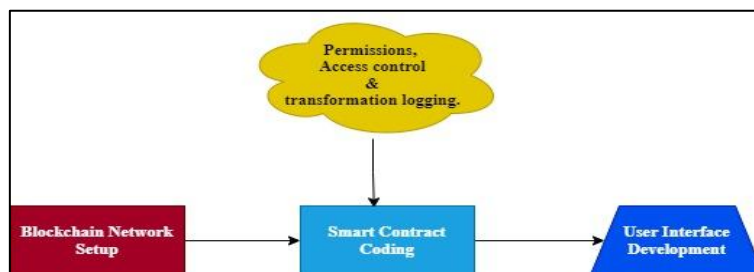 Permissions,
Access control
&
transformation logging.
Blockchain Network
Setup
Smart Contract
Coding
User Interface
Development